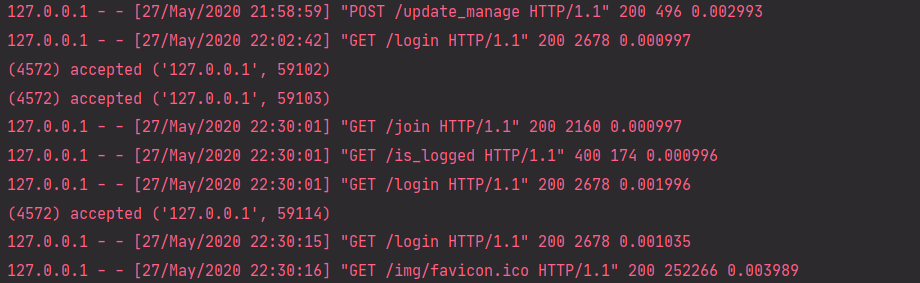 127.0.0.1 - - [27/May/2020 21:58:59] "POST /update_manage HTTP/1.1" 200 496 0.002993
127.0.0.1 - - [27/May/2020 22:02:42] "GET /login HTTP/1.1" 200 2678 0.000997
(4572) accepted ('127.0.0.1', 59102)
(4572) accepted ('127.0.0.1', 59103)
127.0.0.1 - - [27/May/2020 22:30:01] "GET /join HTTP/1.1" 200 2160 0.000997
127.0.0.1 - - [27/May/2020 22:30:01] "GET /is_logged HTTP/1.1" 400 174 0.000996
127.0.0.1 - - [27/May/2020 22:30:01] "GET /login HTTP/1.1" 200 2678 0.001996
(4572) accepted ('127.0.0.1', 59114)
127.0.0.1 - - [27/May/2020 22:30:15] "GET /login HTTP/1.1" 200 2678 0.001035
127.0.0.1 - - [27/May/2020 22:30:16] "GET /img/favicon.ico HTTP/1.1" 200 252266 0.003989